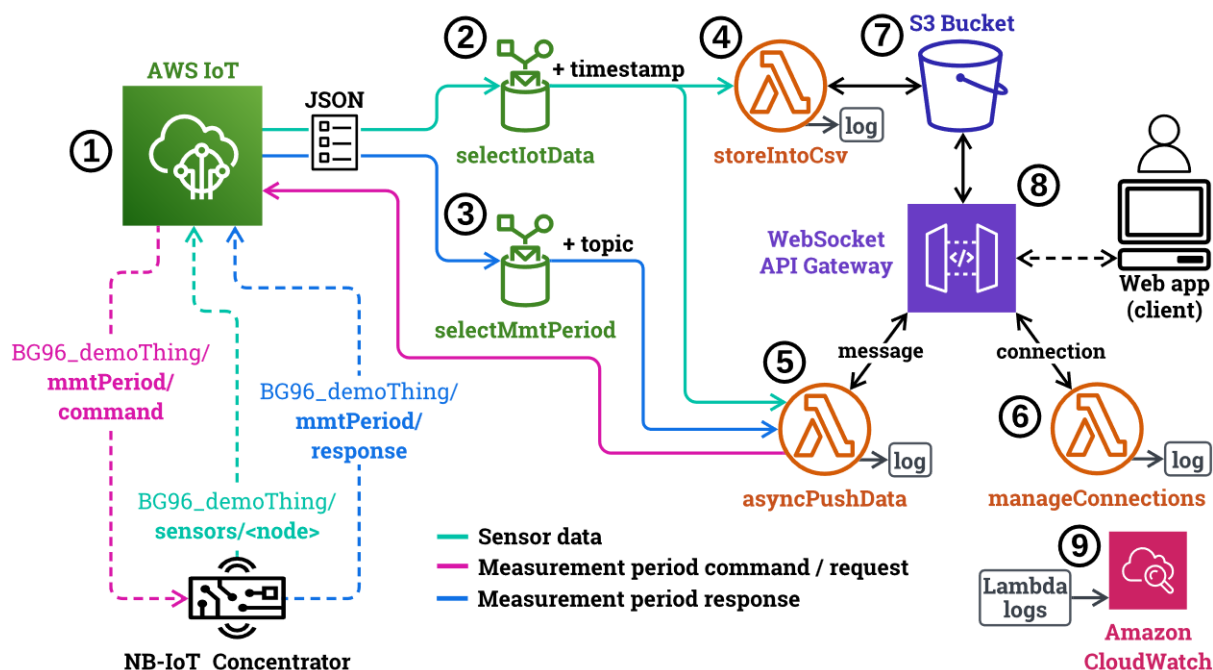 AWS IoT
1
JSON
2
selectIotData
+ timestamp
3
selectMmtPeriod
+ topic
4
storeIntoCsv
log
7
S3 Bucket
8
WebSocket
API Gateway
Web app
(client)
message
connection
5
asyncPushData
log
6
manageConnections
log
BG96_demoThing/
mmtPeriod/
command
BG96_demoThing/
mmtPeriod/
response
BG96_demoThing/
sensors/<node>
NB-IoT Concentrator
Sensor data
Measurement period command / request
Measurement period response
9
Lambda
logs
Amazon
CloudWatch